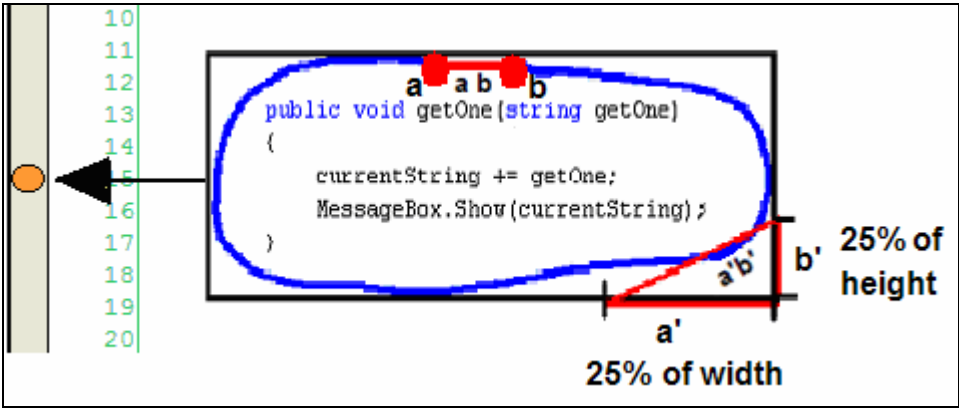 10
11
12
13
14
15
16
17
18
19
20
a
a b
b
public void getOne(string getOne)
{
currentString += getOne;
MessageBox.Show(currentString);
}
a'b'
b'
25% of
height
a'
25% of width